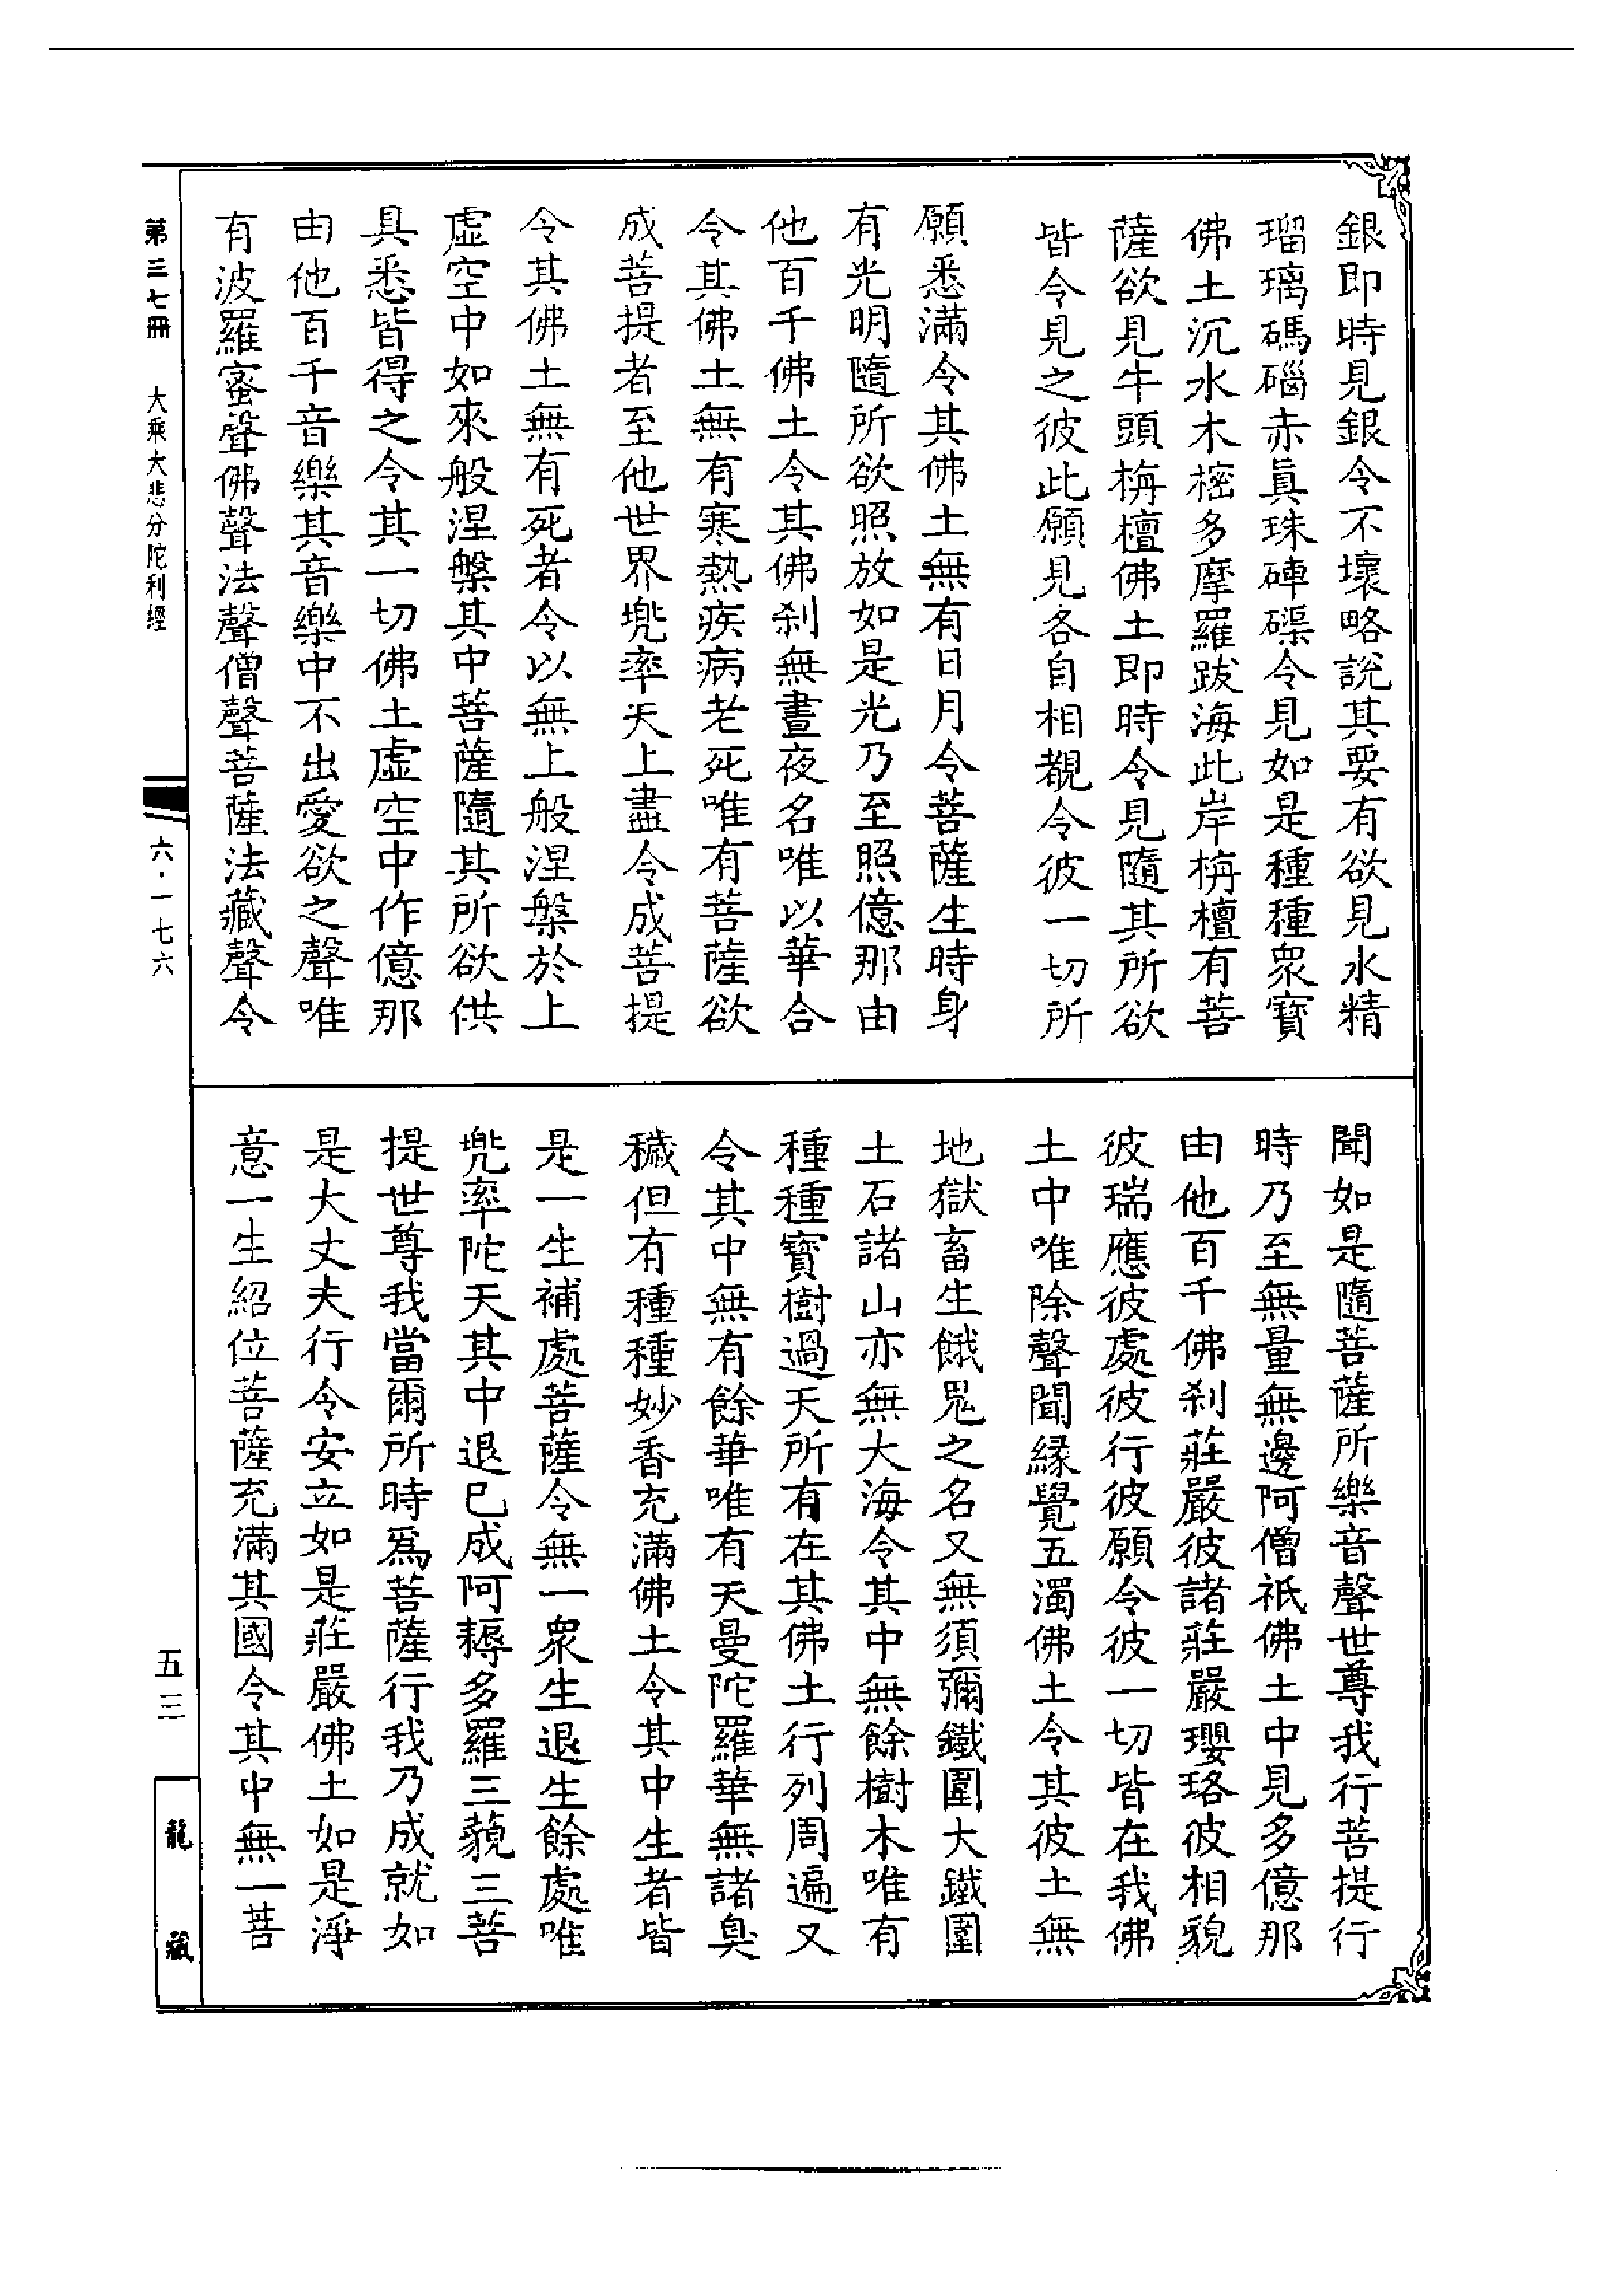 銀即時見銀令不壞略說其要有欲見水精
瑠璃碼碯赤眞珠硨磲令見如是種種衆寶
佛土沉水木櫁多摩羅跋海此岸栴檀有菩
薩欲見牛頭栴檀佛土即時令見隨其所欲
皆令見之彼此願見各自相覩令彼一切所
願悉滿令其佛土無有日月令菩薩生時身
有光明隨所欲照放如是光乃至照億那由
他百千佛土令其佛刹無晝夜名唯以華合
令其佛土無有寒熱疾病老死唯有菩薩欲
成菩提者至他世界兠率天上盡令成菩提
令其佛土無有死者令以無上般涅槃於上
虛空中如來般涅槃其中菩薩隨其所欲供
具悉皆得之令其一切佛土虛空中作億那
由他百千音樂其音樂中不出愛欲之聲唯
有波羅蜜聲佛聲法聲僧聲菩薩法藏聲令
聞如是隨菩薩所樂音聲世尊我行菩提行
時乃至無量無邊阿僧祇佛土中見多億那
由他百千佛刹莊嚴彼諸莊嚴瓔珞彼相貌
彼瑞應彼處彼行彼願令彼一切皆在我佛
土中唯除聲聞緣覺五濁佛土令其彼土無
地獄畜生餓鬼之名又無須彌鐵圍大鐵圍
土石諸山亦無大海令其中無餘樹木唯有
種種寶樹過天所有在其佛土行列周遍又
令其中無有餘華唯有天曼陀羅華無諸臭
穢但有種種妙香充滿佛土令其中生者皆
是一生補處菩薩令無一衆生退生餘處唯
兠率陀天其中退已成阿耨多羅三藐三菩
提世尊我當爾所時爲菩薩行我乃成就如
是大丈夫行令安立如是莊嚴佛土如是淨
意一生紹位菩薩充滿其國令其中無一菩
第三七冊　大乘大悲分陀利經
六·一七六
五三
龍藏